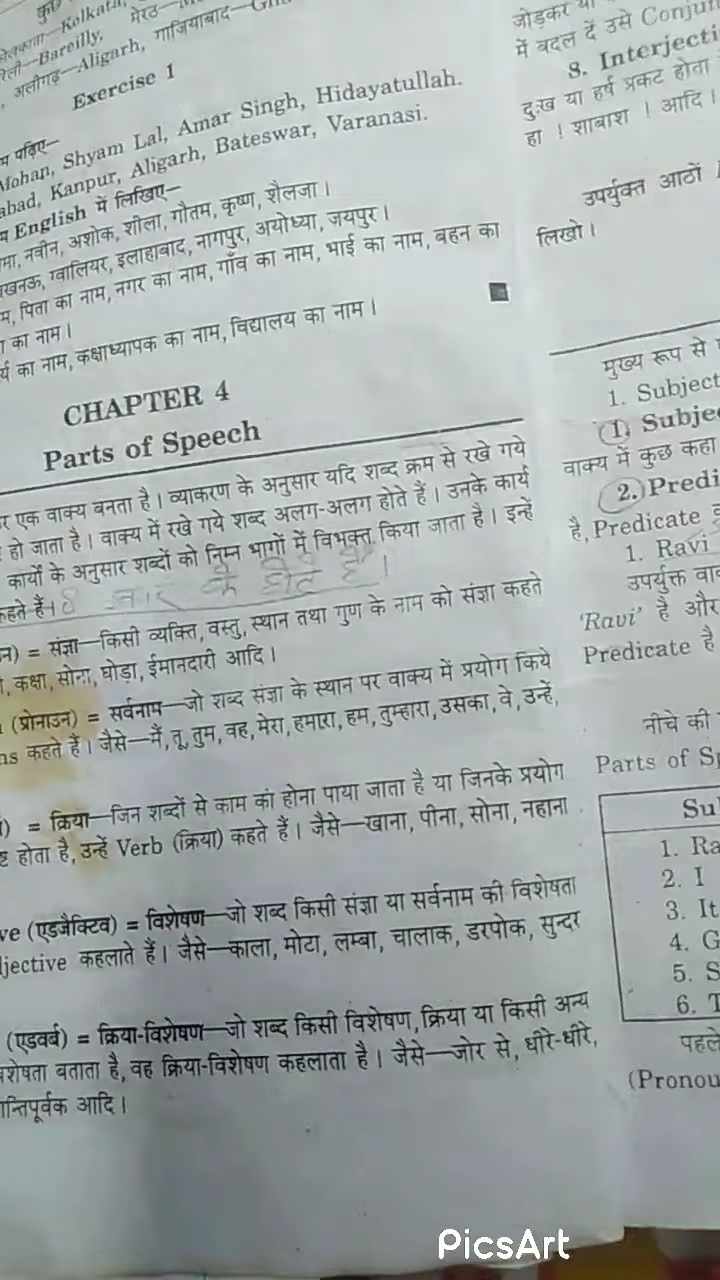 कुछ
कोलकाता—Kolkata,
रेली—Bareilly, मेरठ—
अलीगढ़—Aligarh, गाजियाबाद—
Exercise 1
म पढ़िए—
Mohan, Shyam Lal, Amar Singh, Hidayatullah.
abad, Kanpur, Aligarh, Bateswar, Varanasi.
म English में लिखिए—
मा, नवीन, अशोक, शीला, गौतम, कृष्ण, शैलजा।
खनऊ, ग्वालियर, इलाहाबाद, नागपुर, अयोध्या, जयपुर।
म, पिता का नाम, नगर का नाम, गाँव का नाम, भाई का नाम, बहन का
का नाम।
र्य का नाम, कक्षाध्यापक का नाम, विद्यालय का नाम।
CHAPTER 4
Parts of Speech
र एक वाक्य बनता है। व्याकरण के अनुसार यदि शब्द क्रम से रखे गये
हो जाता है। वाक्य में रखे गये शब्द अलग-अलग होते हैं। उनके कार्य
कार्यों के अनुसार शब्दों को निम्न भागों में विभक्त किया जाता है। इन्हें
कहते हैं। 8 के होते हैं।
न) = संज्ञा—किसी व्यक्ति, वस्तु, स्थान तथा गुण के नाम को संज्ञा कहते
, कक्षा, सोना, घोड़ा, ईमानदारी आदि।
(प्रोनाउन) = सर्वनाम—जो शब्द संज्ञा के स्थान पर वाक्य में प्रयोग किये
ns कहते हैं। जैसे—मैं, तू, तुम, वह, मेरा, हमारा, हम, तुम्हारा, उसका, वे, उन्हें,
) = क्रिया—जिन शब्दों से काम का होना पाया जाता है या जिनके प्रयोग
ट होता है, उन्हें Verb (क्रिया) कहते हैं। जैसे—खाना, पीना, सोना, नहाना
ve (एडजैक्टिव) = विशेषण—जो शब्द किसी संज्ञा या सर्वनाम की विशेषता
jective कहलाते हैं। जैसे—काला, मोटा, लम्बा, चालाक, डरपोक, सुन्दर
(एडवर्ब) = क्रिया-विशेषण—जो शब्द किसी विशेषण, क्रिया या किसी अन्य
वशेषता बताता है, वह क्रिया-विशेषण कहलाता है। जैसे—जोर से, धीरे-धीरे,
ान्तिपूर्वक आदि।
जोड़कर या
में बदल दें उसे Conjun
8. Interjecti
दुःख या हर्ष प्रकट होता
हा ! शाबाश ! आदि।
उपर्युक्त आठों
लिखो।
मुख्य रूप से
1. Subject
(1) Subje
वाक्य में कुछ कहा
2. Predi
है, Predicate
1. Ravi
उपर्युक्त वा
'Ravi' है और
Predicate है
नीचे की
Parts of Sp
Su
1. Ra
2. I
3. It
4. G
5. S
6. T
पहले
(Pronou
PicsArt